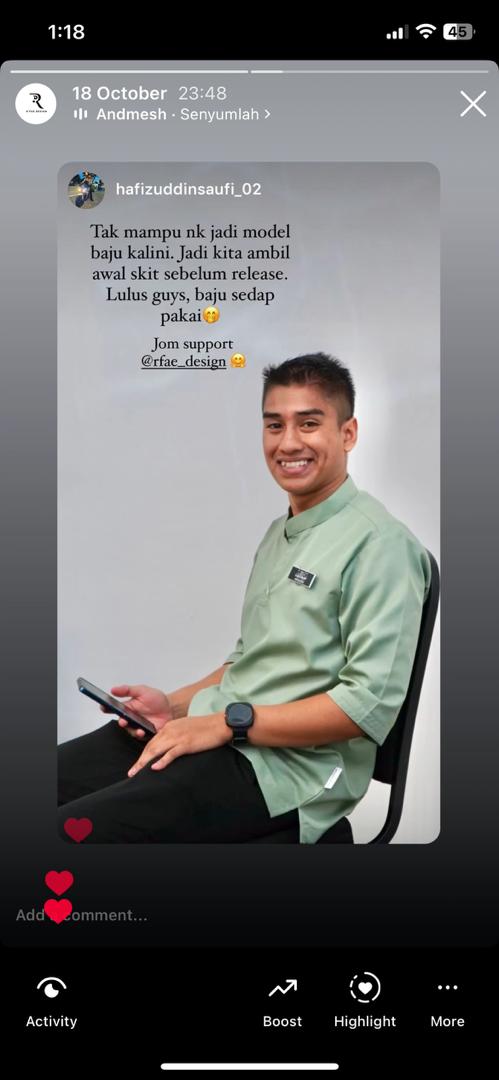 1:18
45
18 October 23:48
Andmesh · Senyumlah >
hafizuddinsaufi_02
Tak mampu nk jadi model
baju kalini. Jadi kita ambil
awal skit sebelum release.
Lulus guys, baju sedap
pakai🤭
Jom support
@rfae_design 🤗
Add a comment...
Activity
Boost
Highlight
More